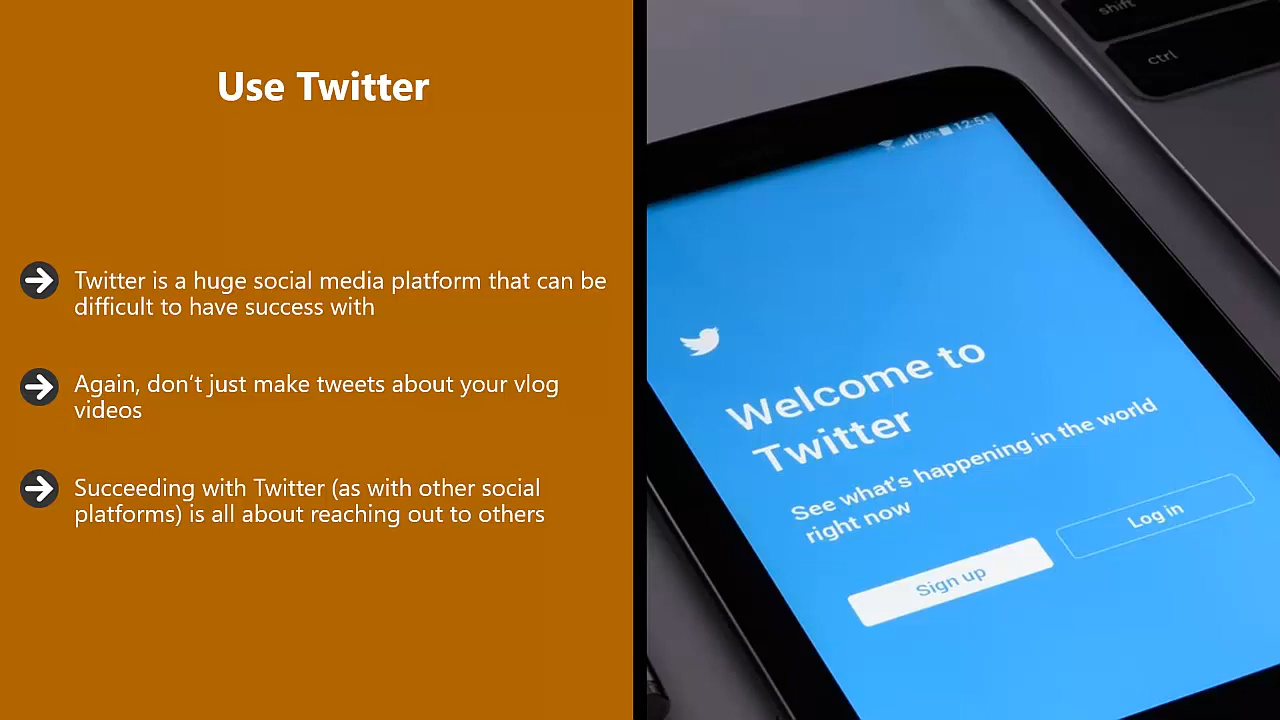 Use Twitter
Twitter is a huge social media platform that can be
difficult to have success with
Again, don’t just make tweets about your vlog
videos
Succeeding with Twitter (as with other social
platforms) is all about reaching out to others
shift
ctrl
78% 12:51
Welcome to
Twitter
See what's happening in the world
right now
Sign up
Log in